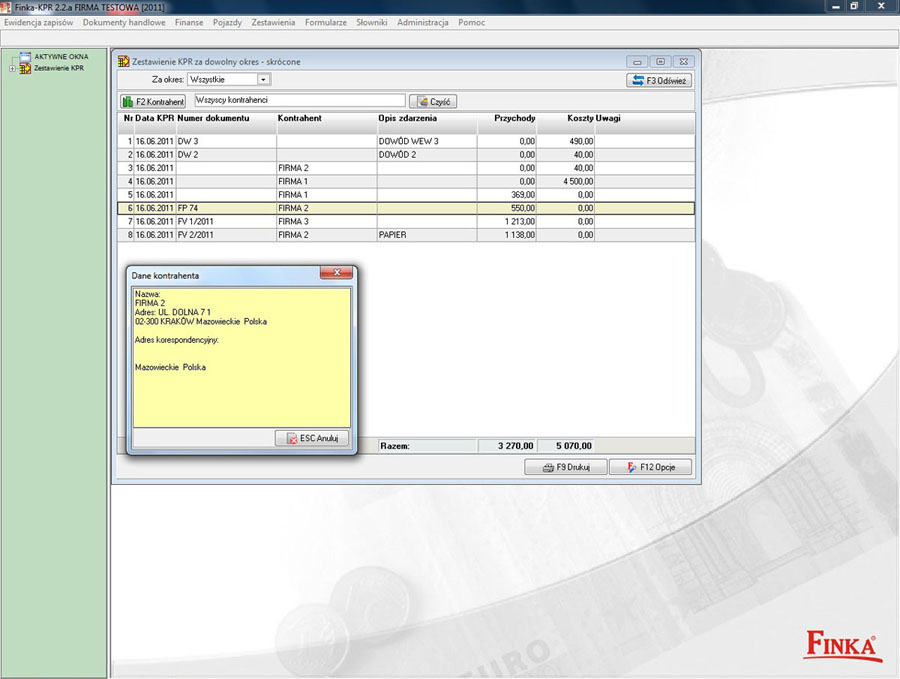 Finka-KPR 2.2.a FIRMA TESTOWA [2011]
Ewidencja zapisów Dokumenty handlowe Finanse Pojazdy Zestawienia Formularze Słowniki Administracja Pomoc
AKTYWNE OKNA
Zestawienie KPR
Zestawienie KPR za dowolny okres - skrócone
Za okres: Wszystkie F3 Odśwież
F2 Kontrahent Wszyscy kontrahenci Czyść
Nr Data KPR Numer dokumentu Kontrahent Opis zdarzenia Przychody Koszty Uwagi
1 16.06.2011 DW 3 DOWÓD WEW 3 0,00 490,00
2 16.06.2011 DW 2 DOWÓD 2 0,00 40,00
3 16.06.2011 FIRMA 2 0,00 40,00
4 16.06.2011 FIRMA 1 0,00 4 500,00
5 16.06.2011 FIRMA 1 369,00 0,00
6 16.06.2011 FP 74 FIRMA 2 550,00 0,00
7 16.06.2011 FV 1/2011 FIRMA 3 1 213,00 0,00
8 16.06.2011 FV 2/2011 FIRMA 2 PAPIER 1 138,00 0,00
Dane kontrahenta
Nazwa:
FIRMA 2
Adres: UL. DOLNA 7 1
02-300 KRAKÓW Mazowieckie Polska
Adres korespondencyjny:
Mazowieckie Polska
ESC Anuluj
Razem: 3 270,00 5 070,00
F9 Drukuj F12 Opcje
EURO
FINKA